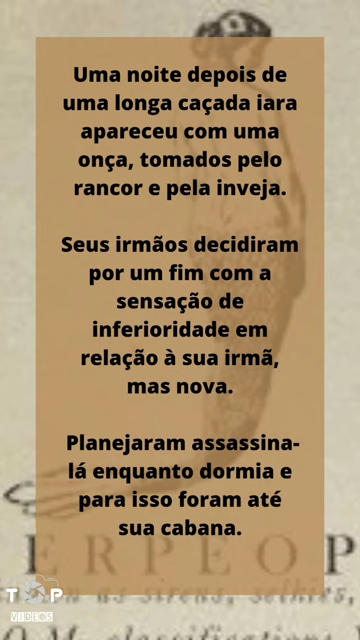 Uma noite depois de
uma longa caçada iara
apareceu com uma
onça, tomados pelo
rancor e pela inveja.
Seus irmãos decidiram
por um fim com a
sensação de
inferioridade em
relação à sua irmã,
mas nova.
Planejaram assassina-
lá enquanto dormia e
para isso foram até
sua cabana.
ERPEOP
TOP
VIDEOS